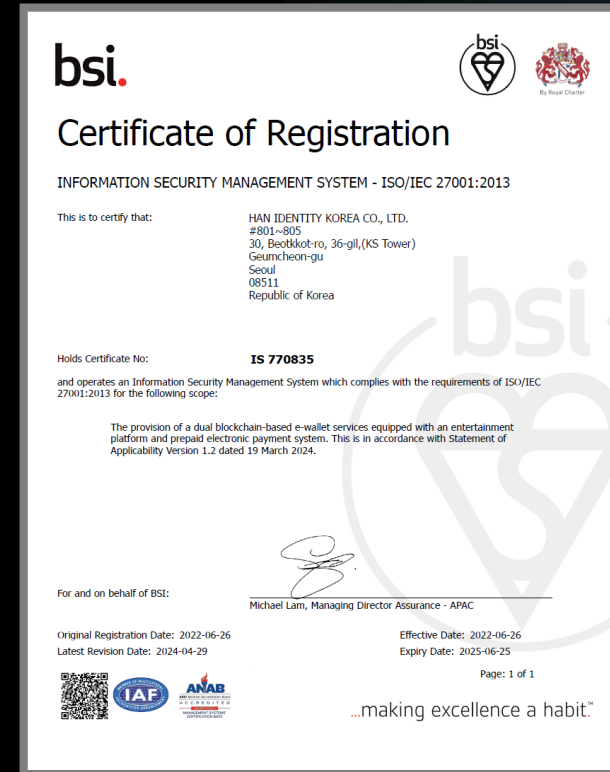 bsi.
bsi
By Royal Charter
Certificate of Registration
INFORMATION SECURITY MANAGEMENT SYSTEM - ISO/IEC 27001:2013
This is to certify that:
HAN IDENTITY KOREA CO., LTD.
#801~805
30, Beotkkot-ro, 36-gil,(KS Tower)
Geumcheon-gu
Seoul
08511
Republic of Korea
bsi
Holds Certificate No:
IS 770835
and operates an Information Security Management System which complies with the requirements of ISO/IEC
27001:2013 for the following scope:
The provision of a dual blockchain-based e-wallet services equipped with an entertainment
platform and prepaid electronic payment system. This is in accordance with Statement of
Applicability Version 1.2 dated 19 March 2024.
For and on behalf of BSI:
Michael Lam, Managing Director Assurance - APAC
Original Registration Date: 2022-06-26
Effective Date: 2022-06-26
Latest Revision Date: 2024-04-29
Expiry Date: 2025-06-25
Page: 1 of 1
IAF
ANAB
ACCREDITED
MANAGEMENT SYSTEMS
CERTIFICATION BODY
...making excellence a habit.™